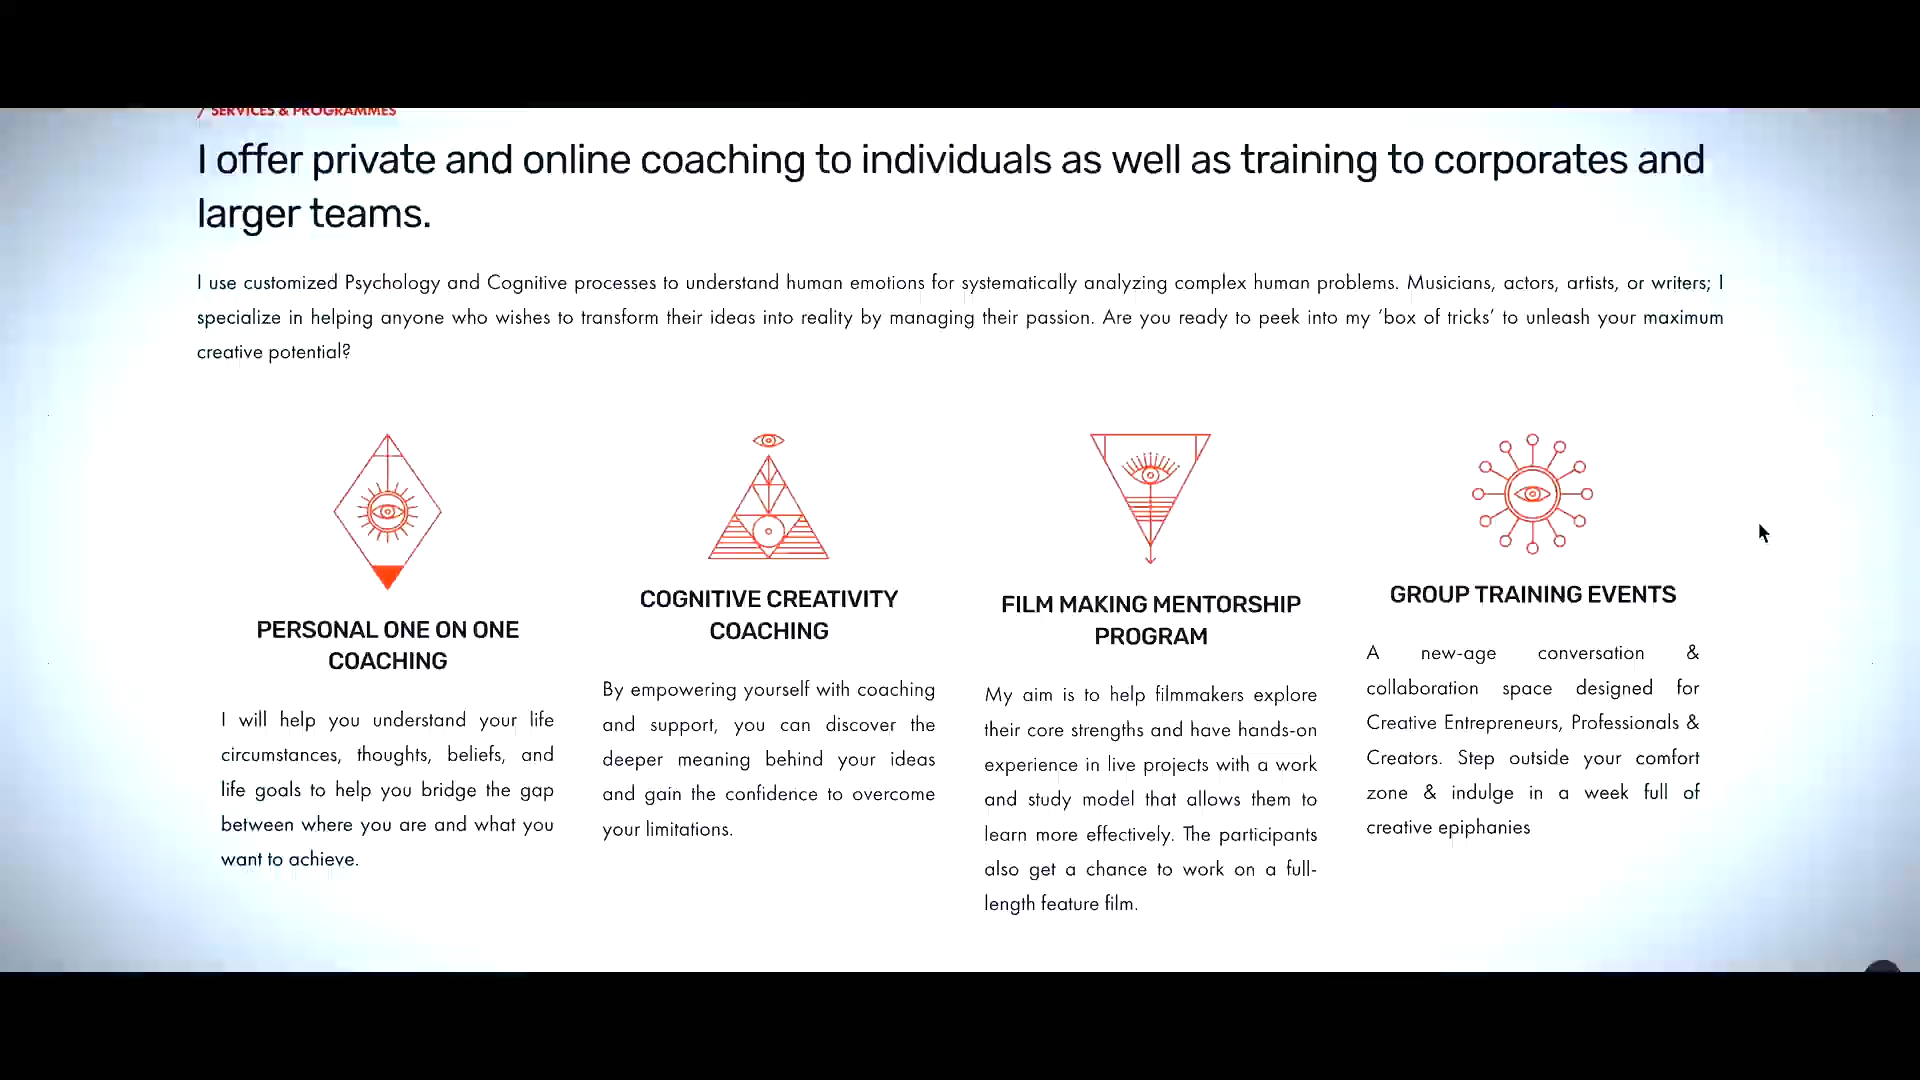 / SERVICES & PROGRAMMES
I offer private and online coaching to individuals as well as training to corporates and
larger teams.
I use customized Psychology and Cognitive processes to understand human emotions for systematically analyzing complex human problems. Musicians, actors, artists, or writers; I
specialize in helping anyone who wishes to transform their ideas into reality by managing their passion. Are you ready to peek into my ‘box of tricks’ to unleash your maximum
creative potential?
PERSONAL ONE ON ONE
COACHING
I will help you understand your life
circumstances, thoughts, beliefs, and
life goals to help you bridge the gap
between where you are and what you
want to achieve.
COGNITIVE CREATIVITY
COACHING
By empowering yourself with coaching
and support, you can discover the
deeper meaning behind your ideas
and gain the confidence to overcome
your limitations.
FILM MAKING MENTORSHIP
PROGRAM
My aim is to help filmmakers explore
their core strengths and have hands-on
experience in live projects with a work
and study model that allows them to
learn more effectively. The participants
also get a chance to work on a full-
length feature film.
GROUP TRAINING EVENTS
A new-age conversation &
collaboration space designed for
Creative Entrepreneurs, Professionals &
Creators. Step outside your comfort
zone & indulge in a week full of
creative epiphanies